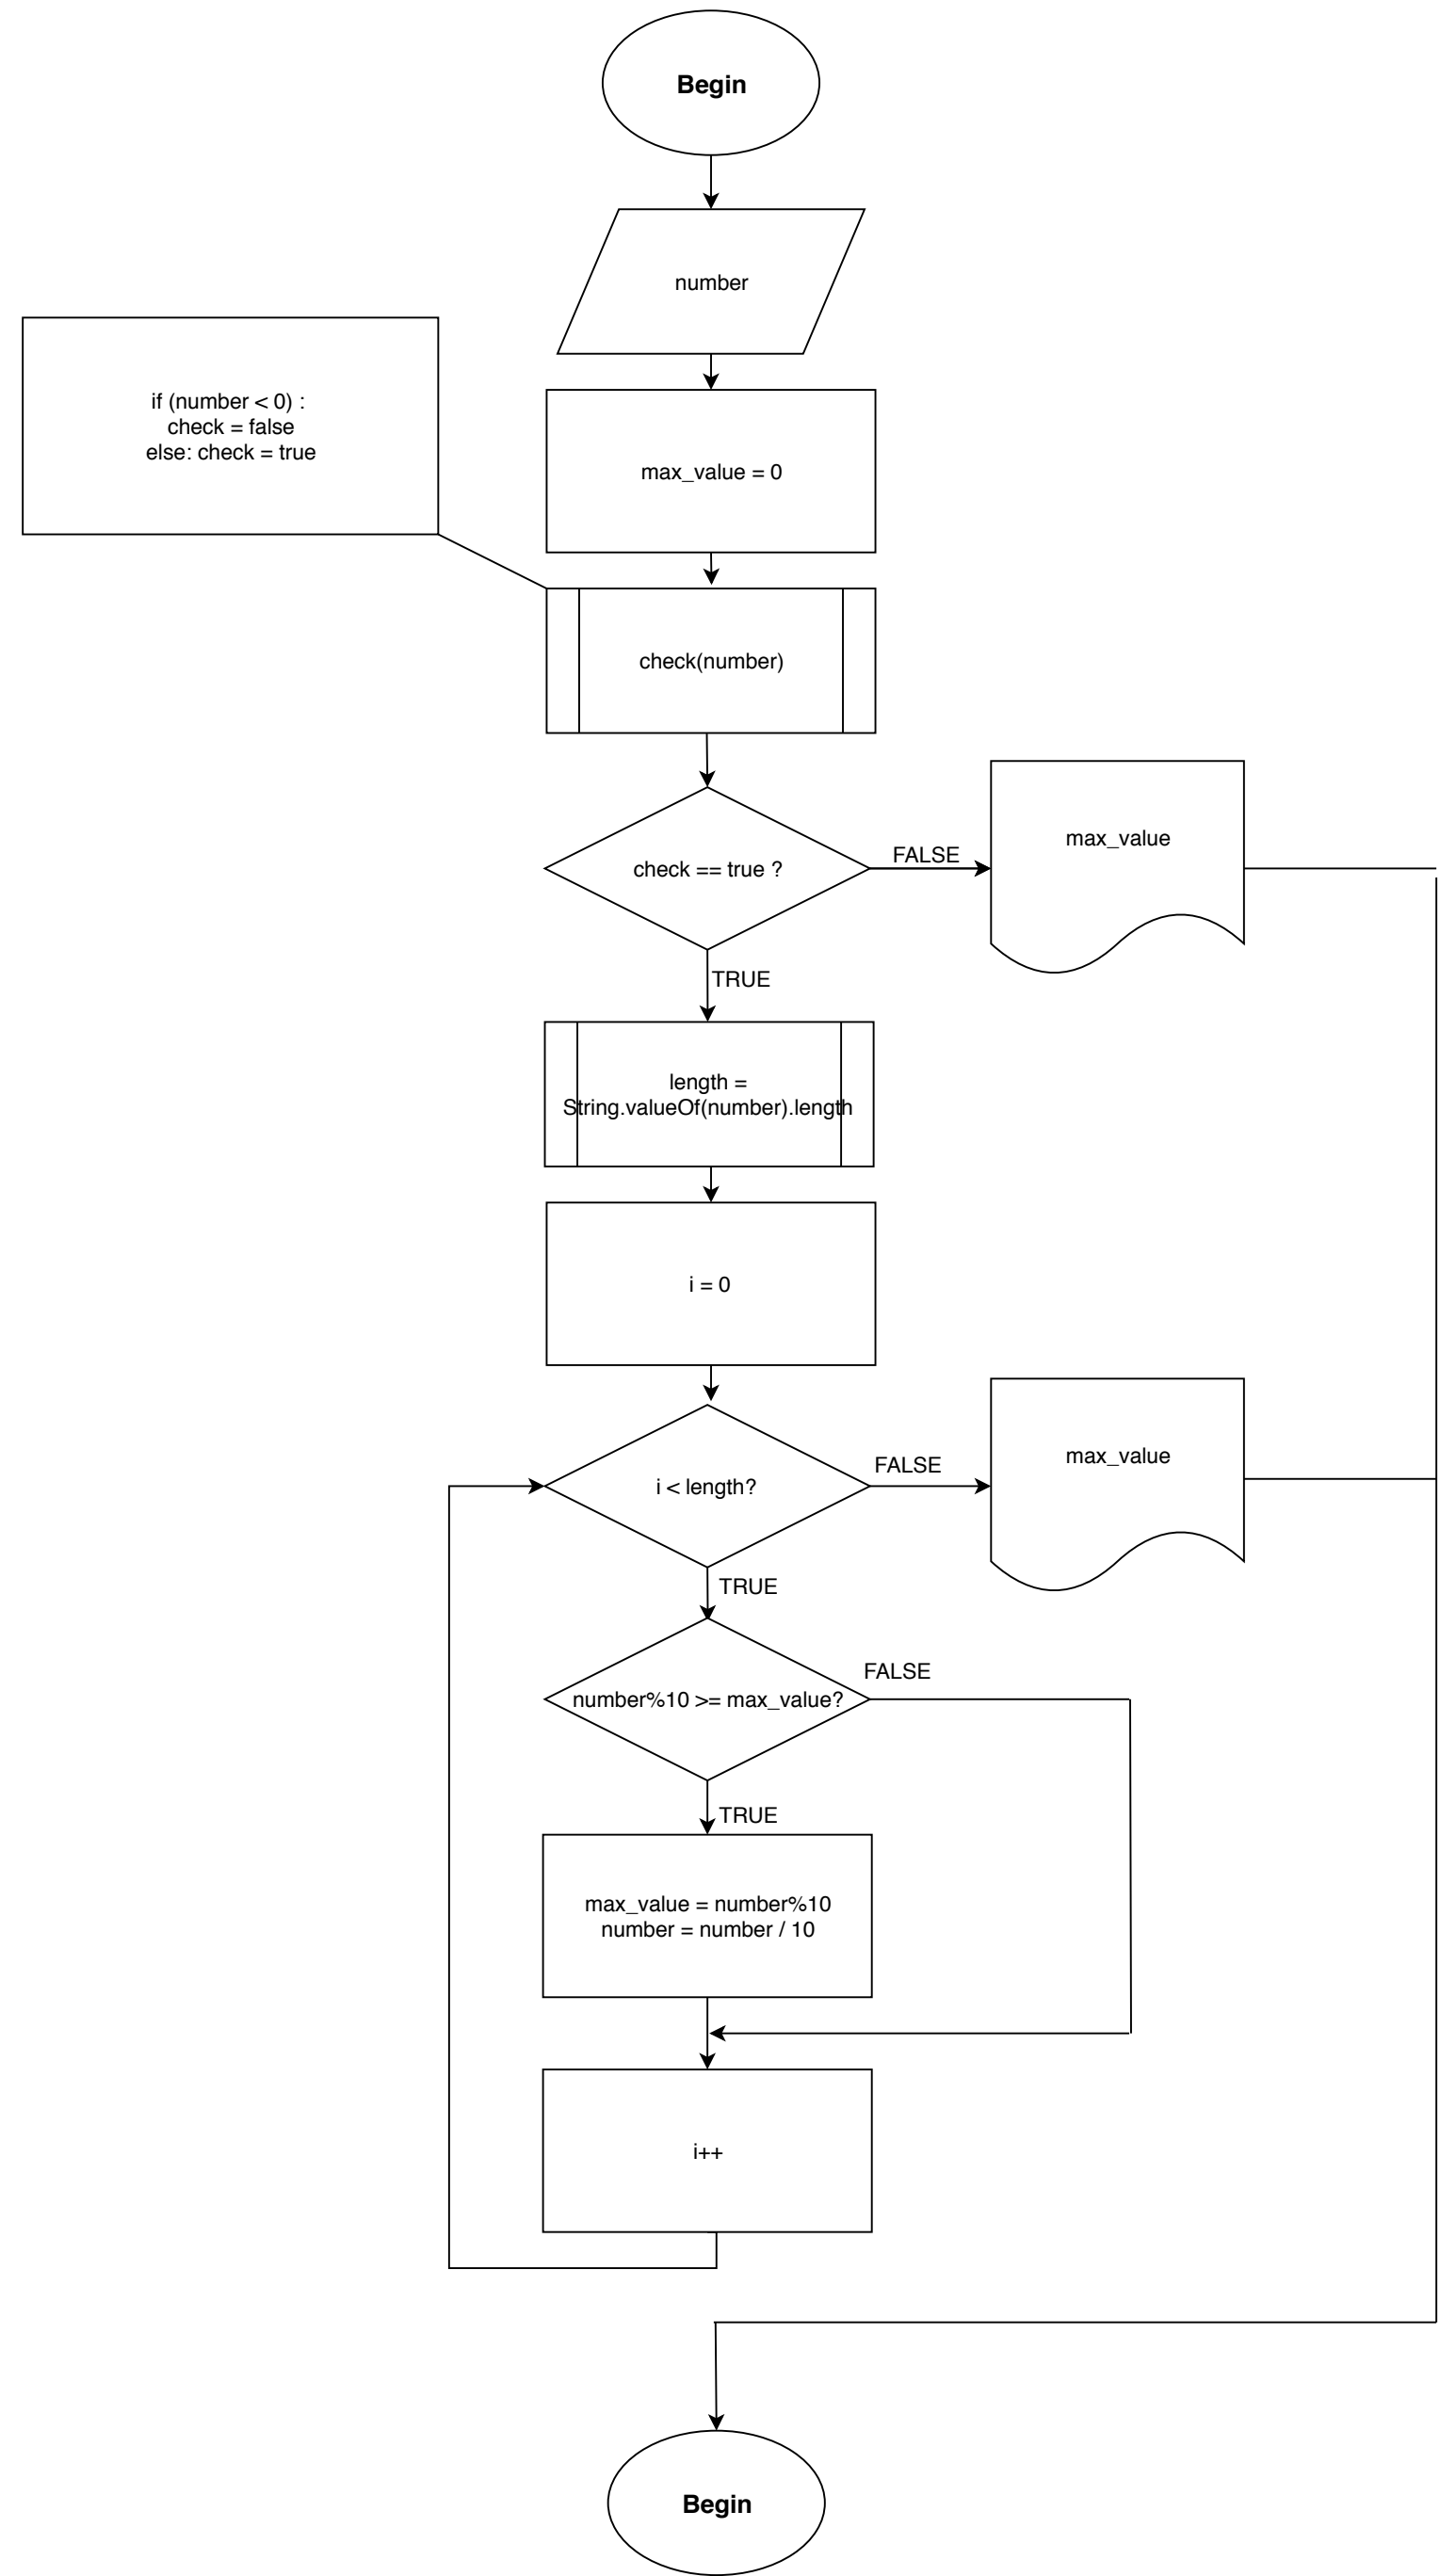 Begin
number
if (number < 0) :
check = false
else: check = true
max_value = 0
check(number)
check == true ?
FALSE
max_value
TRUE
length =
String.valueOf(number).length
i = 0
i < length?
FALSE
max_value
TRUE
number%10 >= max_value?
FALSE
TRUE
max_value = number%10
number = number / 10
i++
Begin